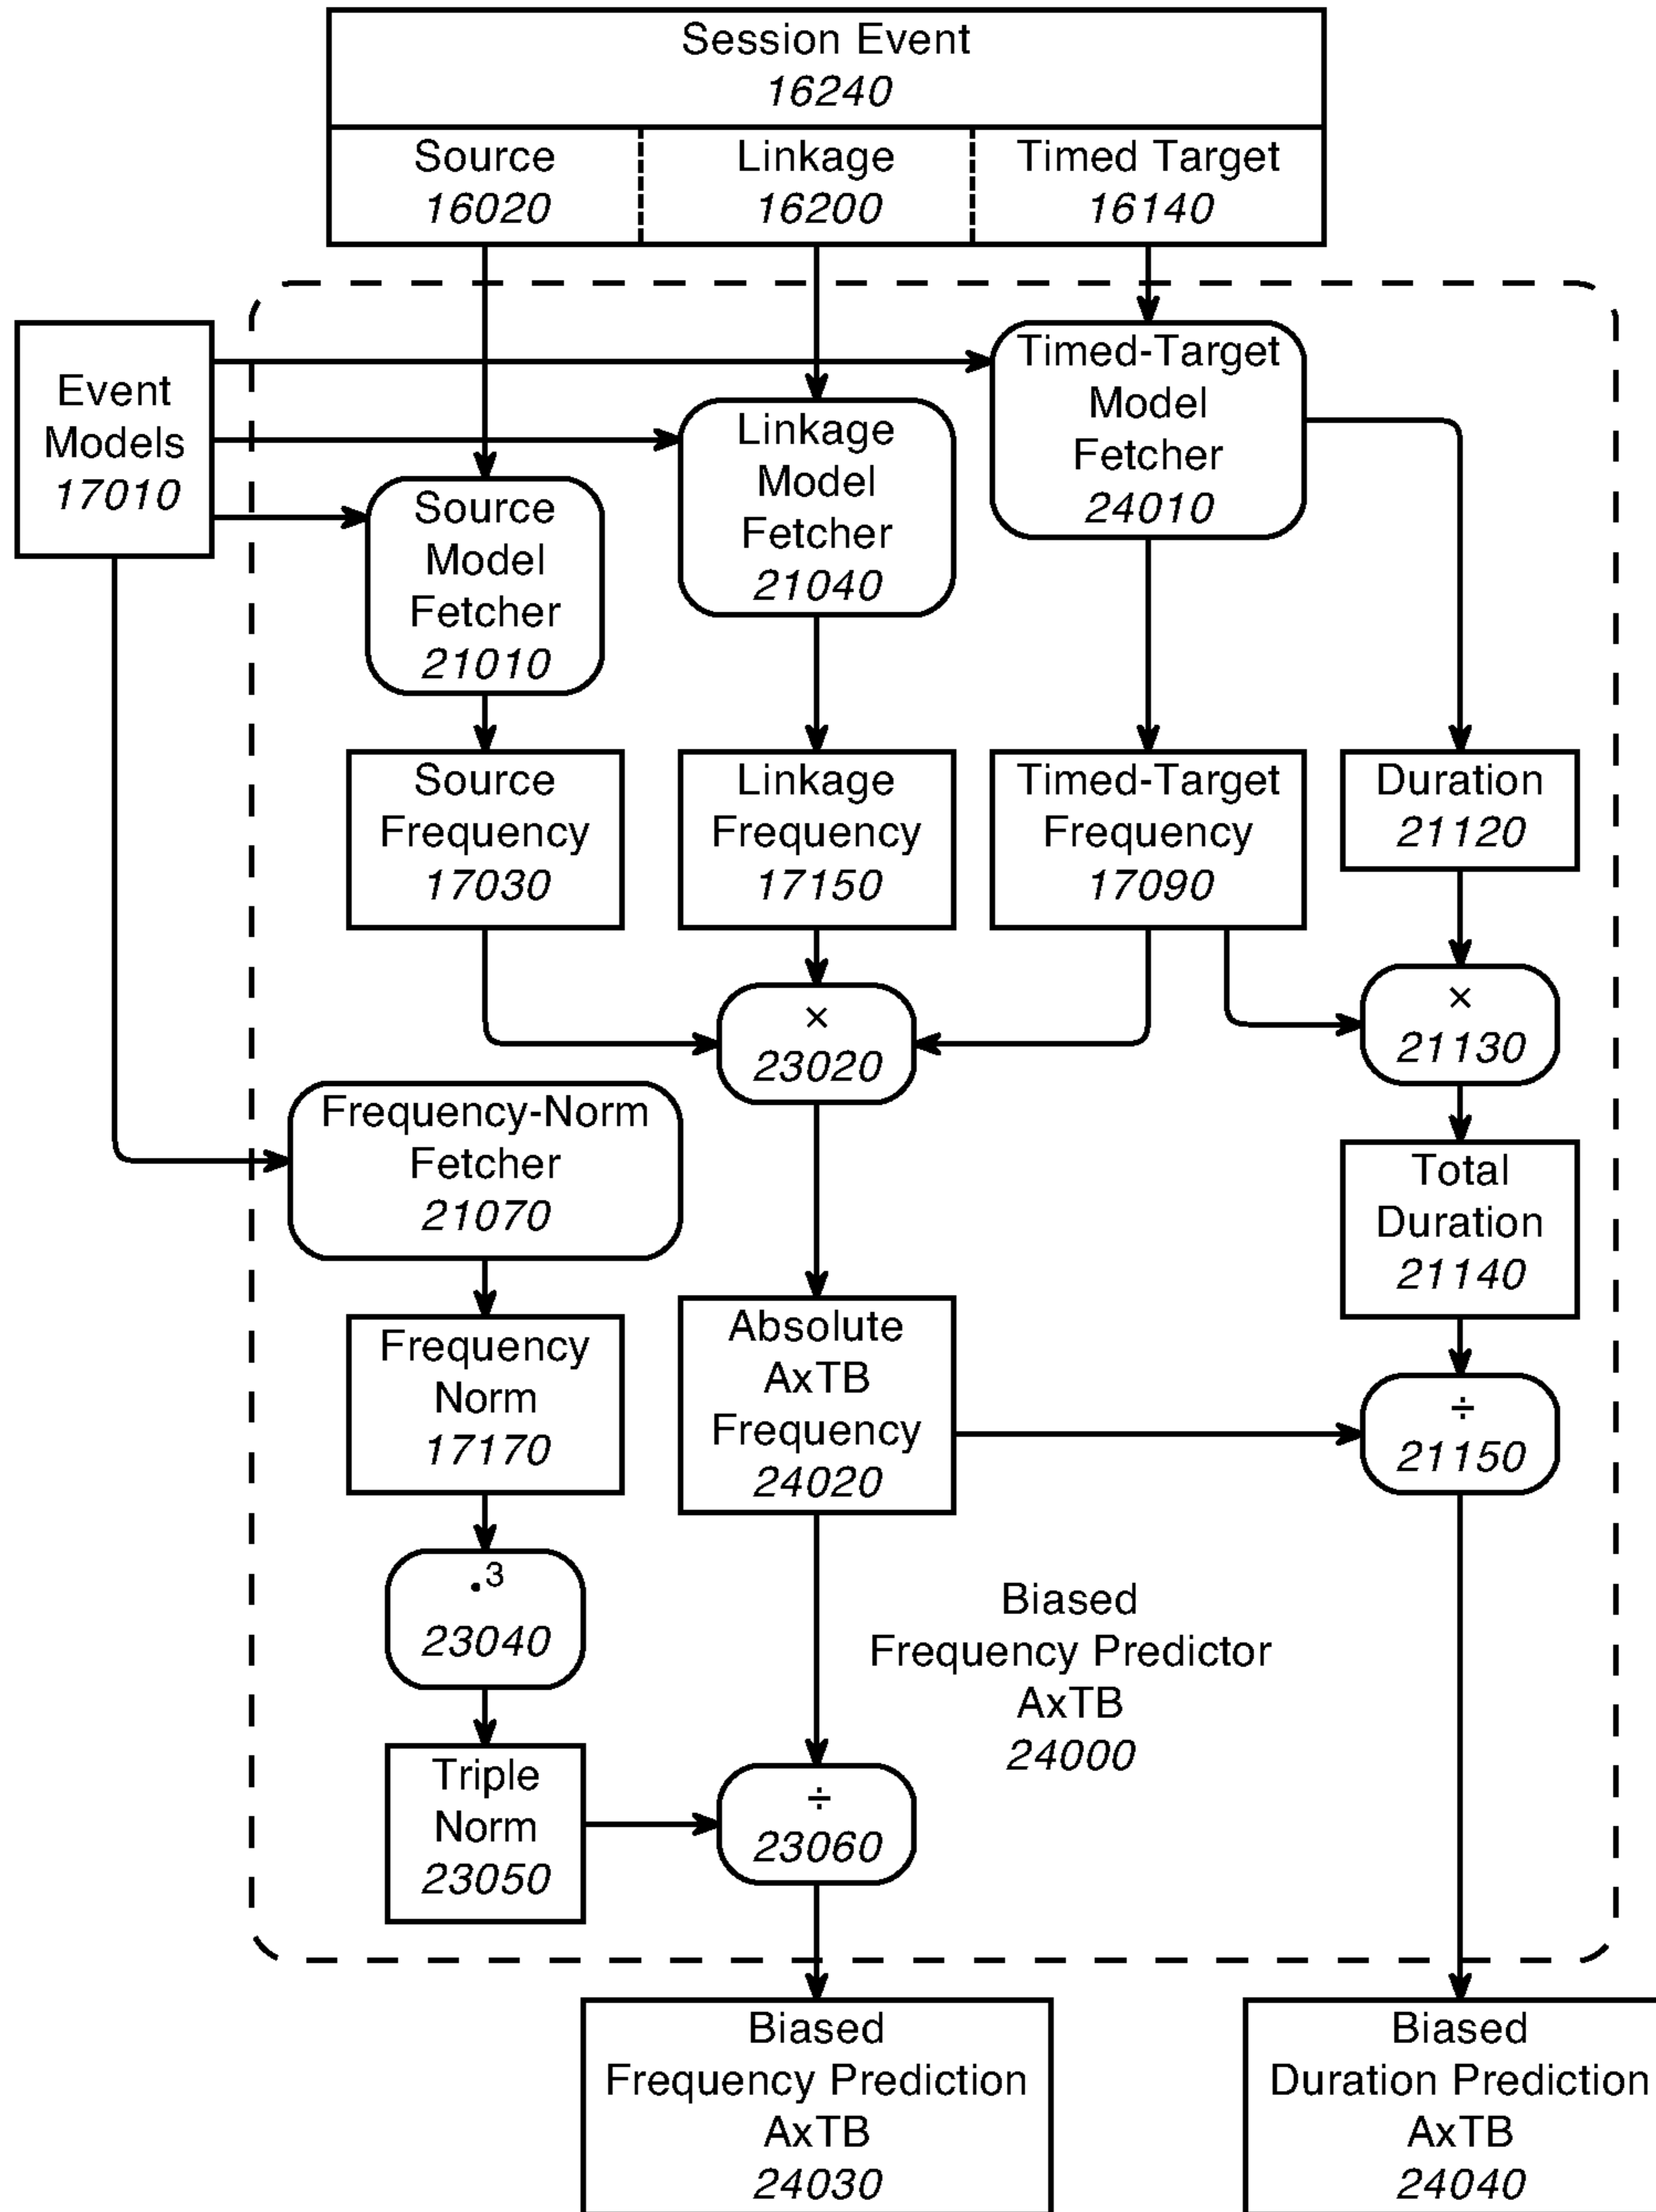 Session Event
16240
Source
16020
Linkage
16200
Timed Target
16140
Event
Models
17010
Timed-Target
Model
Fetcher
24010
Linkage
Model
Fetcher
21040
Source
Model
Fetcher
21010
Source
Frequency
17030
Linkage
Frequency
17150
Timed-Target
Frequency
17090
Duration
21120
×
23020
×
21130
Frequency-Norm
Fetcher
21070
Total
Duration
21140
Frequency
Norm
17170
Absolute
AxTB
Frequency
24020
÷
21150
.³
23040
Biased
Frequency Predictor
AxTB
24000
Triple
Norm
23050
÷
23060
Biased
Frequency Prediction
AxTB
24030
Biased
Duration Prediction
AxTB
24040